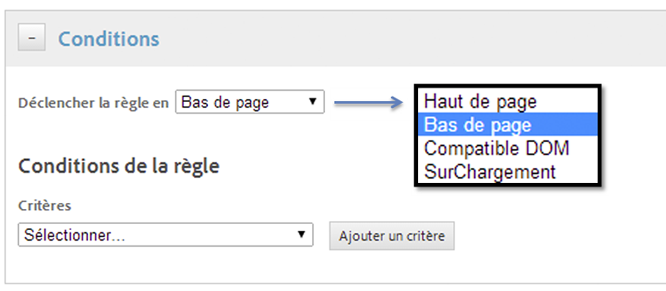 Conditions
Déclencher la règle en Bas de page
Haut de page
Bas de page
Compatible DOM
SurChargement
Conditions de la règle
Critères
Sélectionner... Ajouter un critère